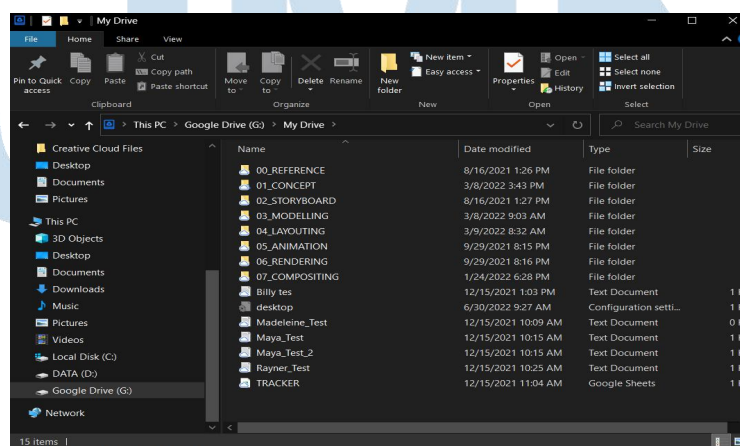 My Drive
File Home Share View
Pin to Quick access Copy Paste Cut Copy path Paste shortcut
Move to Copy to Delete Rename New folder New item Easy access Properties Open Edit History Select all Select none Invert selection
Clipboard Organize New Open Select
This PC > Google Drive (G:) > My Drive > Search My Drive
Name Date modified Type Size
Creative Cloud Files
Desktop
Documents
Pictures
This PC
3D Objects
Desktop
Documents
Downloads
Music
Pictures
Videos
Local Disk (C:)
DATA (D:)
Google Drive (G:)
Network
00_REFERENCE 8/16/2021 1:26 PM File folder
01_CONCEPT 3/8/2022 3:43 PM File folder
02_STORYBOARD 8/16/2021 1:27 PM File folder
03_MODELLING 3/8/2022 9:03 AM File folder
04_LAYOUTING 3/9/2022 8:32 AM File folder
05_ANIMATION 9/29/2021 8:15 PM File folder
06_RENDERING 9/29/2021 8:16 PM File folder
07_COMPOSITING 1/24/2022 6:28 PM File folder
Billy tes 12/15/2021 1:03 PM Text Document 1
desktop 6/30/2022 9:27 AM Configuration setti... 1
Madeleine_Test 12/15/2021 10:09 AM Text Document 0
Maya_Test 12/15/2021 10:15 AM Text Document 1
Maya_Test_2 12/15/2021 10:15 AM Text Document 1
Rayner_Test 12/15/2021 10:25 AM Text Document 1
TRACKER 12/15/2021 11:04 AM Google Sheets 1
15 items